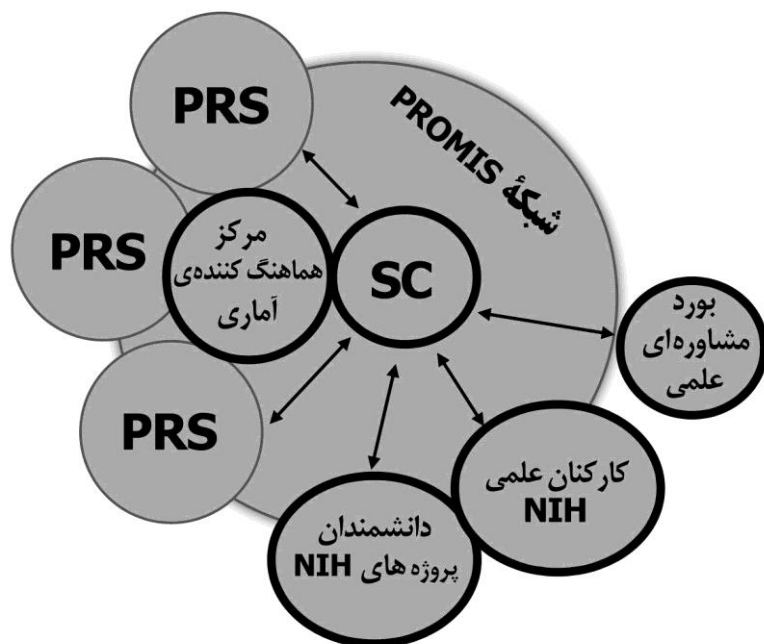 PRS
شبکهٔ PROMIS
PRS
مرکز
هماهنگ کننده‌ی
آماری
SC
بورد
مشاوره‌ای
علمی
PRS
کارکنان علمی
NIH
دانشمندان
پروژه های NIH